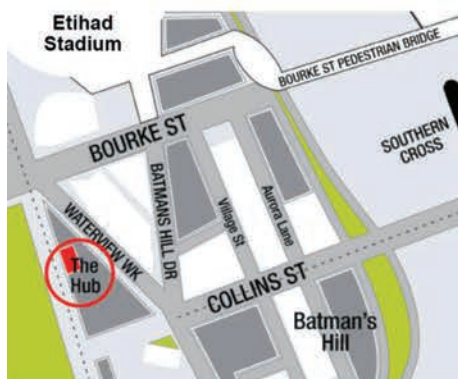 Etihad
Stadium
BOURKE ST PEDESTRIAN BRIDGE
BOURKE ST
SOUTHERN
CROSS
BATMANS HILL DR
WATERVIEW WK
Village St
Aurora Lane
The
Hub
COLLINS ST
Batman's
Hill